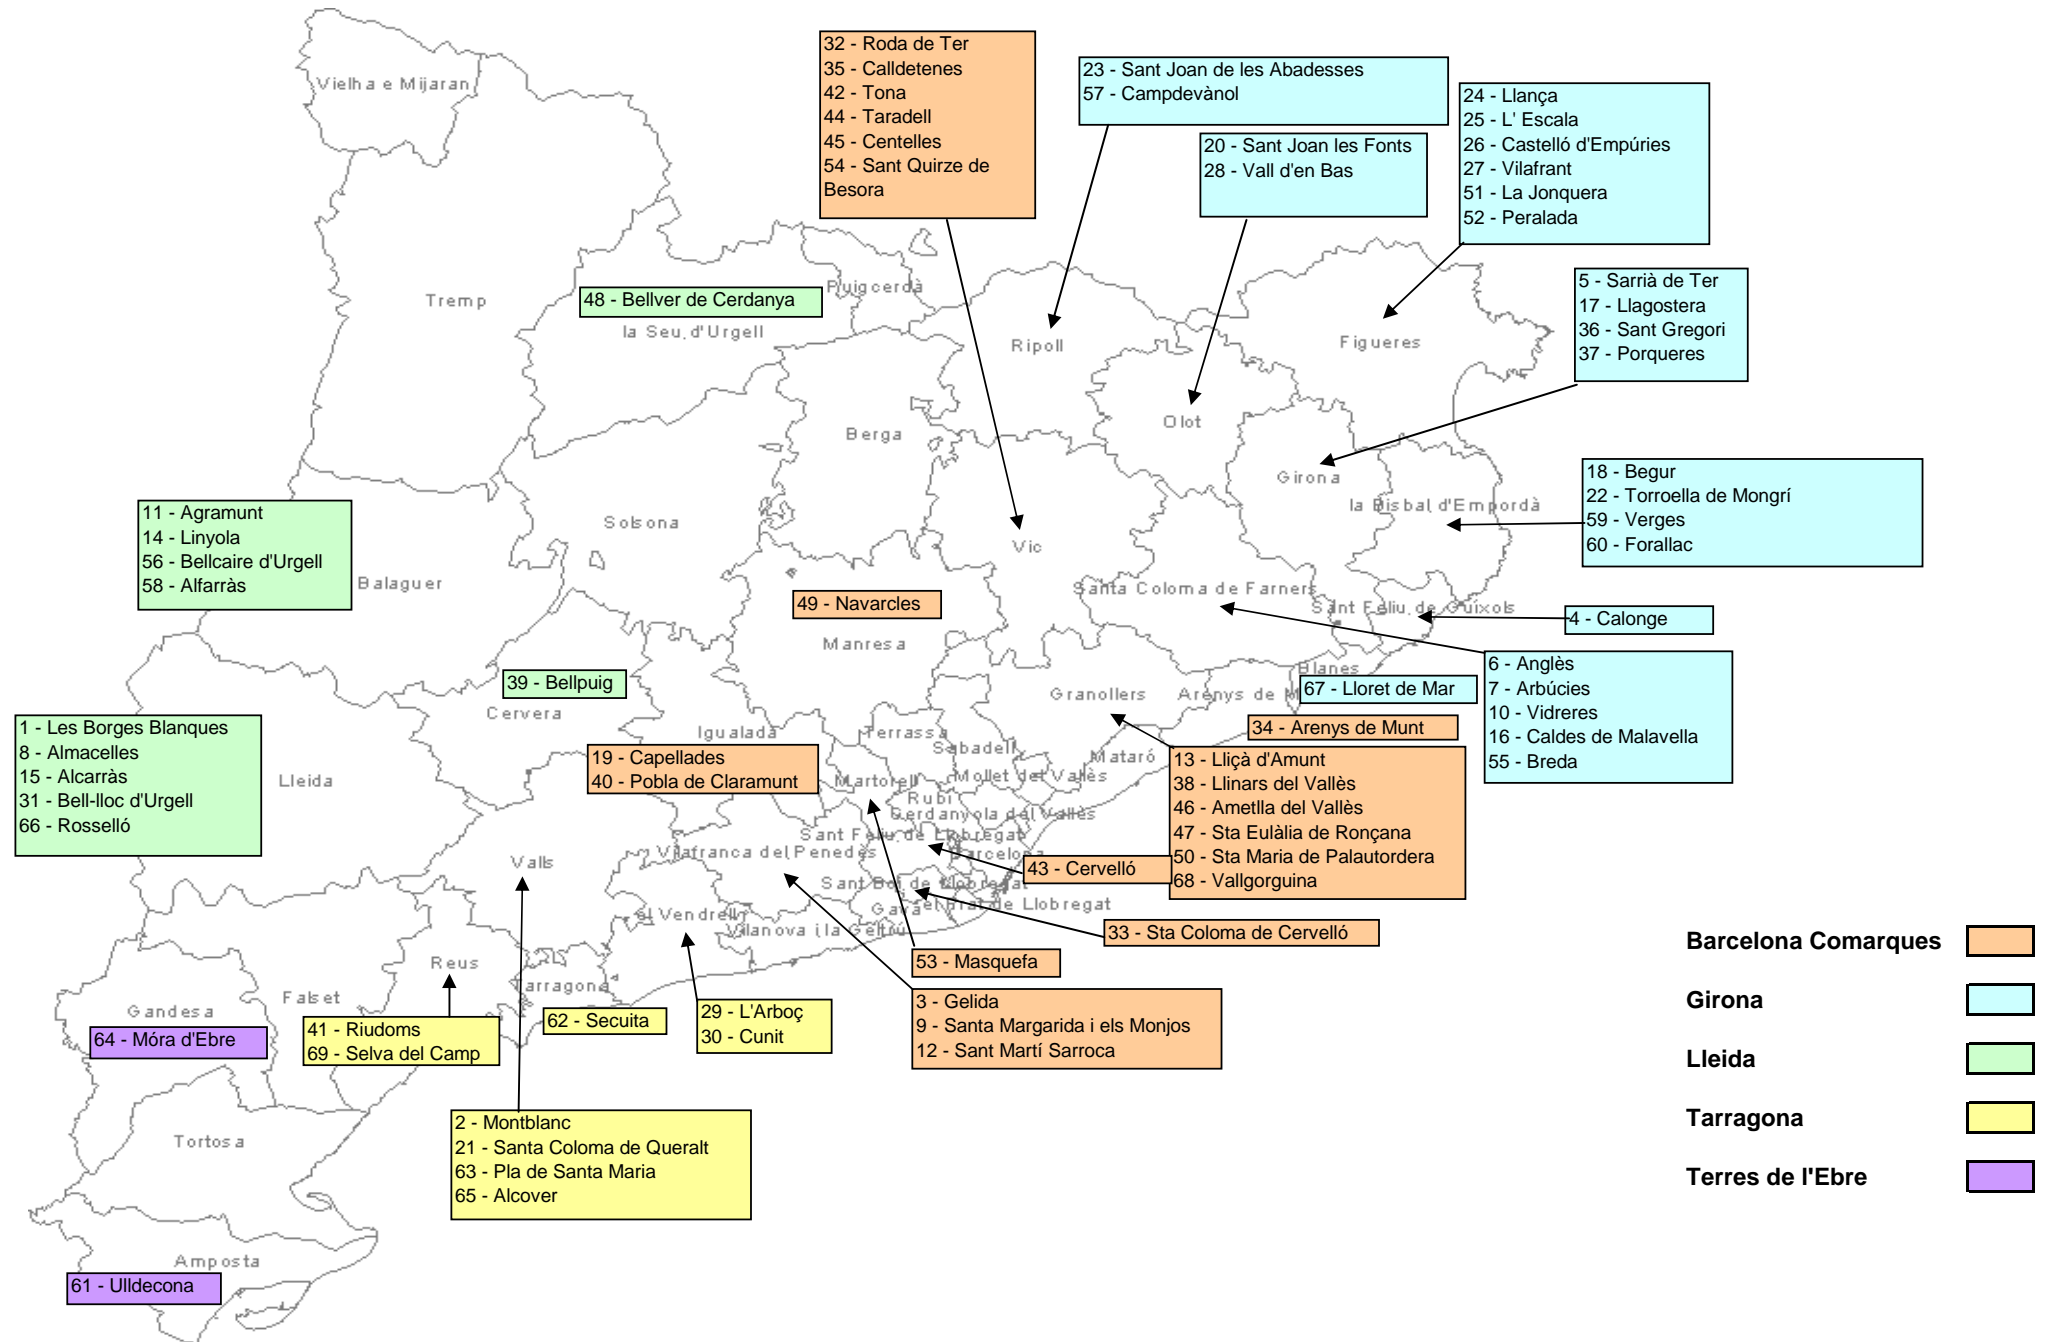 32 - Roda de Ter
35 - Calldetenes
42 - Tona
44 - Taradell
45 - Centelles
54 - Sant Quirze de
Besora
23 - Sant Joan de les Abadesses
57 - Campdevànol
20 - Sant Joan les Fonts
28 - Vall d'en Bas
24 - Llança
25 - L' Escala
26 - Castelló d'Empúries
27 - Vilafrant
51 - La Jonquera
52 - Peralada
5 - Sarrià de Ter
17 - Llagostera
36 - Sant Gregori
37 - Porqueres
Vielha e Mijaran
Tremp
48 - Bellver de Cerdanya
Puigcerdà
la Seu d'Urgell
Ripoll
Figueres
Olot
Berga
Girona
la Bisbal d'Empordà
18 - Begur
22 - Torroella de Mongrí
59 - Verges
60 - Forallac
11 - Agramunt
14 - Linyola
56 - Bellcaire d'Urgell
58 - Alfarràs
Solsona
Vic
Balaguer
49 - Navarcles
Santa Coloma de Farners
Sant Feliu de Guíxols
4 - Calonge
Manresa
39 - Bellpuig
Cervera
Blanes
67 - Lloret de Mar
6 - Anglès
7 - Arbúcies
10 - Vidreres
16 - Caldes de Malavella
55 - Breda
Granollers
Arenys de M
34 - Arenys de Munt
1 - Les Borges Blanques
8 - Almacelles
15 - Alcarràs
31 - Bell-lloc d'Urgell
66 - Rosselló
Lleida
Igualada
19 - Capellades
40 - Pobla de Claramunt
Terrassa
Sabadell
Mataró
Martorell
Mollet del Vallès
Rubí
Cerdanyola del Vallès
13 - Lliçà d'Amunt
38 - Llinars del Vallès
46 - Ametlla del Vallès
47 - Sta Eulàlia de Ronçana
50 - Sta Maria de Palautordera
68 - Vallgorguina
Sant Feliu de Llobregat
Vilafranca del Penedès
Barcelona
Valls
43 - Cervelló
Sant Boi de Llobregat
Gavà
el Prat de Llobregat
el Vendrell
Vilanova i la Geltrú
33 - Sta Coloma de Cervelló
53 - Masquefa
Reus
Tarragona
Gandesa
Falset
64 - Móra d'Ebre
41 - Riudoms
69 - Selva del Camp
62 - Secuita
29 - L'Arboç
30 - Cunit
3 - Gelida
9 - Santa Margarida i els Monjos
12 - Sant Martí Sarroca
2 - Montblanc
21 - Santa Coloma de Queralt
63 - Pla de Santa Maria
65 - Alcover
Tortosa
Amposta
61 - Ulldecona
Barcelona Comarques
Girona
Lleida
Tarragona
Terres de l'Ebre